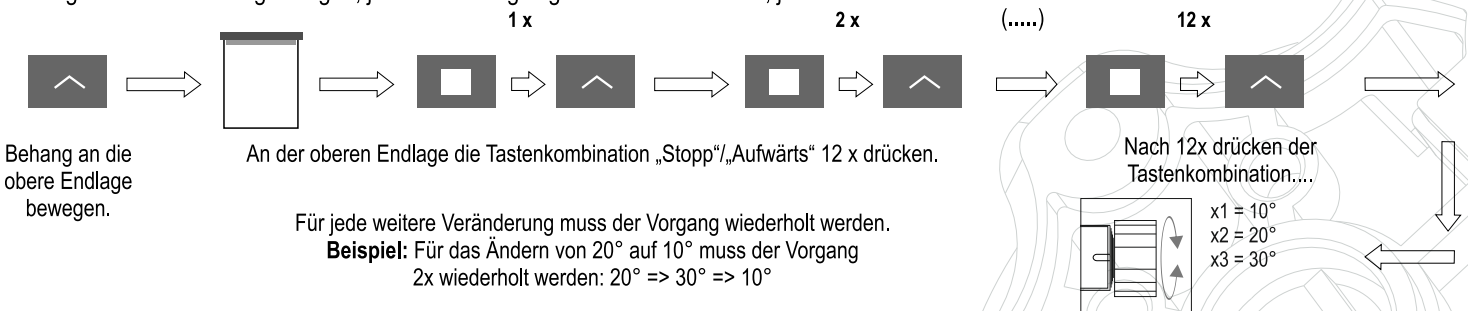 1 x
2 x
(.....)
12 x
Behang an die
obere Endlage
bewegen.
An der oberen Endlage die Tastenkombination „Stopp“/„Aufwärts“ 12 x drücken.
Für jede weitere Veränderung muss der Vorgang wiederholt werden.
Beispiel: Für das Ändern von 20° auf 10° muss der Vorgang
2x wiederholt werden: 20° => 30° => 10°
Nach 12x drücken der
Tastenkombination....
x1 = 10°
x2 = 20°
x3 = 30°